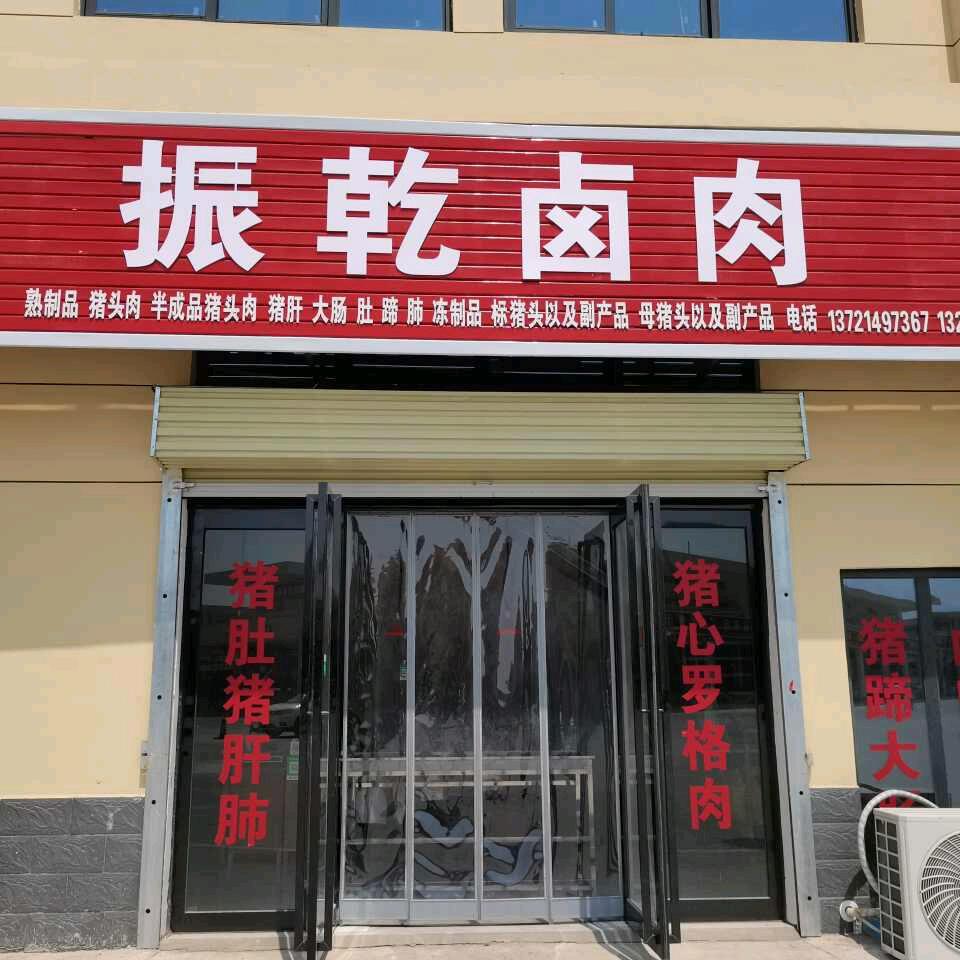 振乾卤肉
熟制品 猪头肉 半成品猪头肉 猪肝 大肠 肚 蹄 肺 冻制品 标猪头以及副产品 母猪头以及副产品 电话 13721497367 132
猪肚猪肝肺
猪心罗格肉
猪蹄大